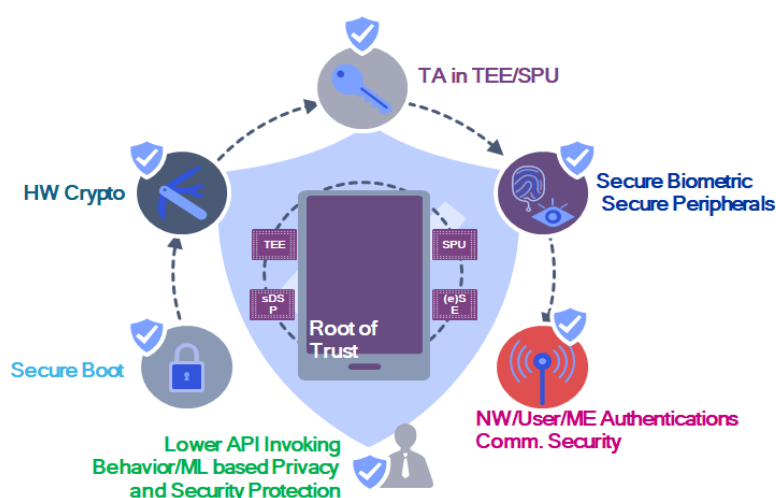 TA in TEE/SPU
HW Crypto
Secure Biometric
Secure Peripherals
TEE
SPU
sDS
P
(e)S
E
Root of
Trust
Secure Boot
NW/User/ME Authentications
Comm. Security
Lower API Invoking
Behavior/ML based Privacy
and Security Protection